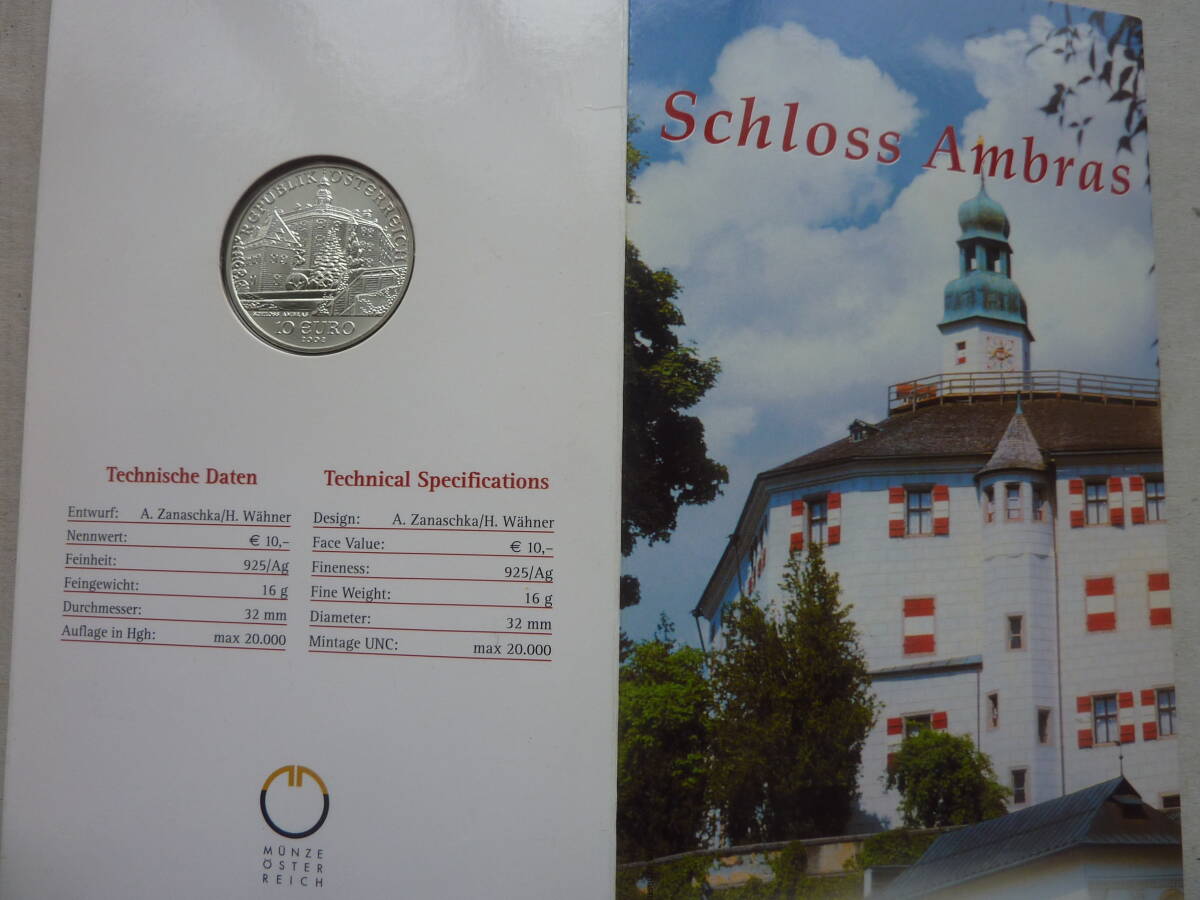 REPUBLIK ÖSTERREICH
SCHLOSS AMBRAS
10 EURO
2002
Technische Daten
Entwurf: A. Zanaschka/H. Wähner
Nennwert: € 10,–
Feinheit: 925/Ag
Feingewicht: 16 g
Durchmesser: 32 mm
Auflage in Hgh: max 20.000
Technical Specifications
Design: A. Zanaschka/H. Wähner
Face Value: € 10,–
Fineness: 925/Ag
Fine Weight: 16 g
Diameter: 32 mm
Mintage UNC: max 20.000
MÜNZE
ÖSTER
REICH
Schloss Ambras